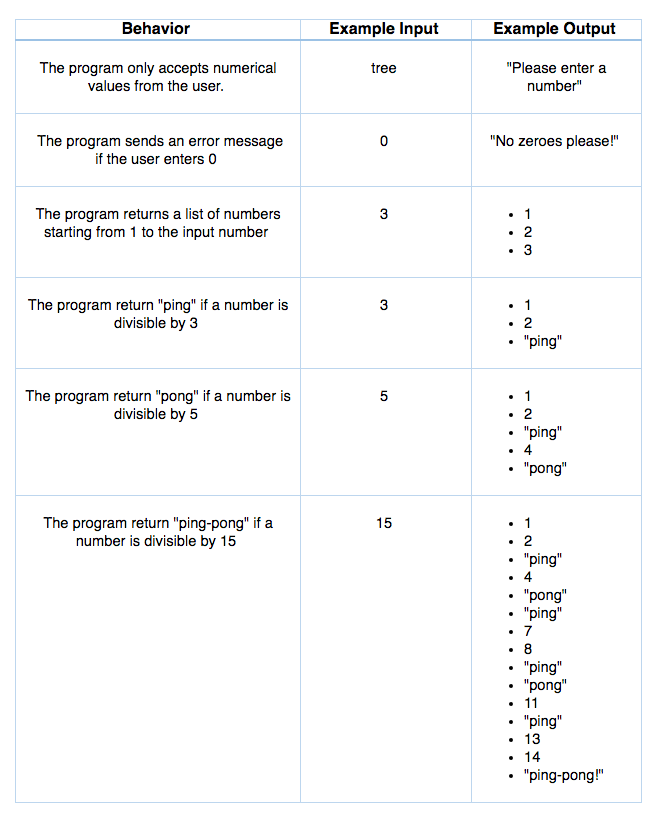 Behavior Example Input Example Output
The program only accepts numerical
values from the user.
tree
"Please enter a
number"
The program sends an error message
if the user enters 0
0
"No zeroes please!"
The program returns a list of numbers
starting from 1 to the input number
3
• 1
• 2
• 3
The program return "ping" if a number is
divisible by 3
3
• 1
• 2
• "ping"
The program return "pong" if a number is
divisible by 5
5
• 1
• 2
• "ping"
• 4
• "pong"
The program return "ping-pong" if a
number is divisible by 15
15
• 1
• 2
• "ping"
• 4
• "pong"
• "ping"
• 7
• 8
• "ping"
• "pong"
• 11
• "ping"
• 13
• 14
• "ping-pong!"